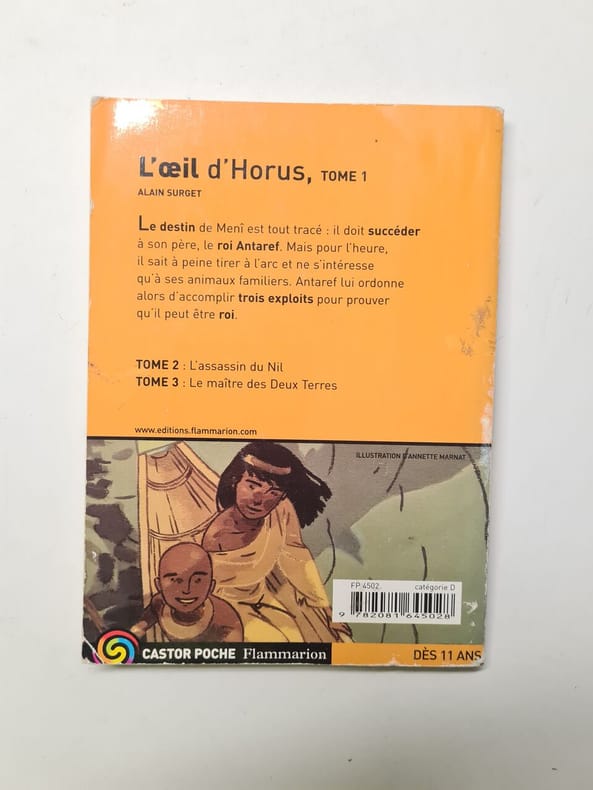 L'œil d'Horus, TOME 1
ALAIN SURGET
Le destin de Menî est tout tracé : il doit succéder
à son père, le roi Antaref. Mais pour l'heure,
il sait à peine tirer à l'arc et ne s'intéresse
qu'à ses animaux familiers. Antaref lui ordonne
alors d'accomplir trois exploits pour prouver
qu'il peut être roi.
TOME 2 : L'assassin du Nil
TOME 3 : Le maître des Deux Terres
www.editions.flammarion.com
ILLUSTRATION D'ANNETTE MARNAT
FP 4502 catégorie D
9 782081 645028
CASTOR POCHE Flammarion
DÈS 11 ANS